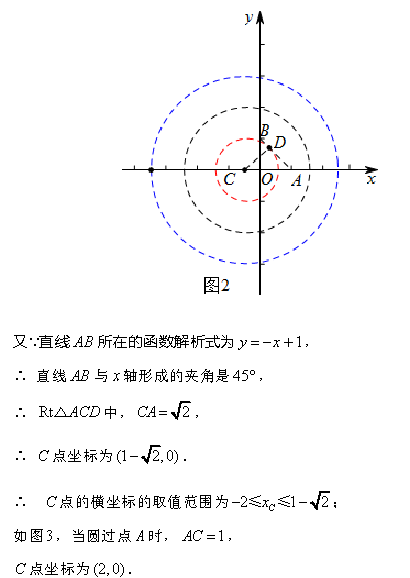 y
B
D
C
O
A
x
图2
又∵直线AB所在的函数解析式为y=-x+1,
∴ 直线AB与x轴形成的夹角是45°,
∴ Rt△ACD中, CA=√2,
∴ C点坐标为(1-√2,0).
∴ C点的横坐标的取值范围为-2≤x_C≤1-√2;
如图3, 当圆过点A时, AC=1,
C点坐标为(2,0).